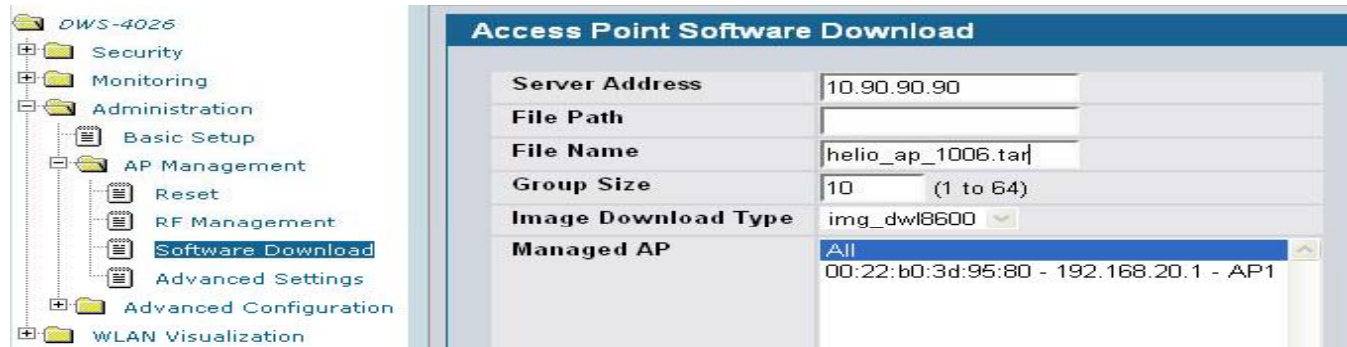 DWS-4026
Security
Monitoring
Administration
Basic Setup
AP Management
Reset
RF Management
Software Download
Advanced Settings
Advanced Configuration
WLAN Visualization
Access Point Software Download
Server Address 10.90.90.90
File Path
File Name helio_ap_1006.tar
Group Size 10 (1 to 64)
Image Download Type img_dwl8600
Managed AP All
00:22:b0:3d:95:80 - 192.168.20.1 - AP1